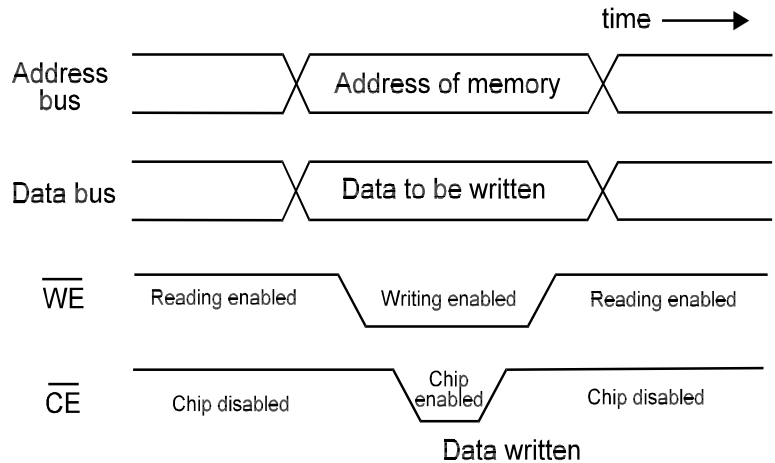 time
Address
bus
Address of memory
Data bus
Data to be written
WE
Reading enabled
Writing enabled
Reading enabled
CE
Chip disabled
Chip
enabled
Chip disabled
Data written